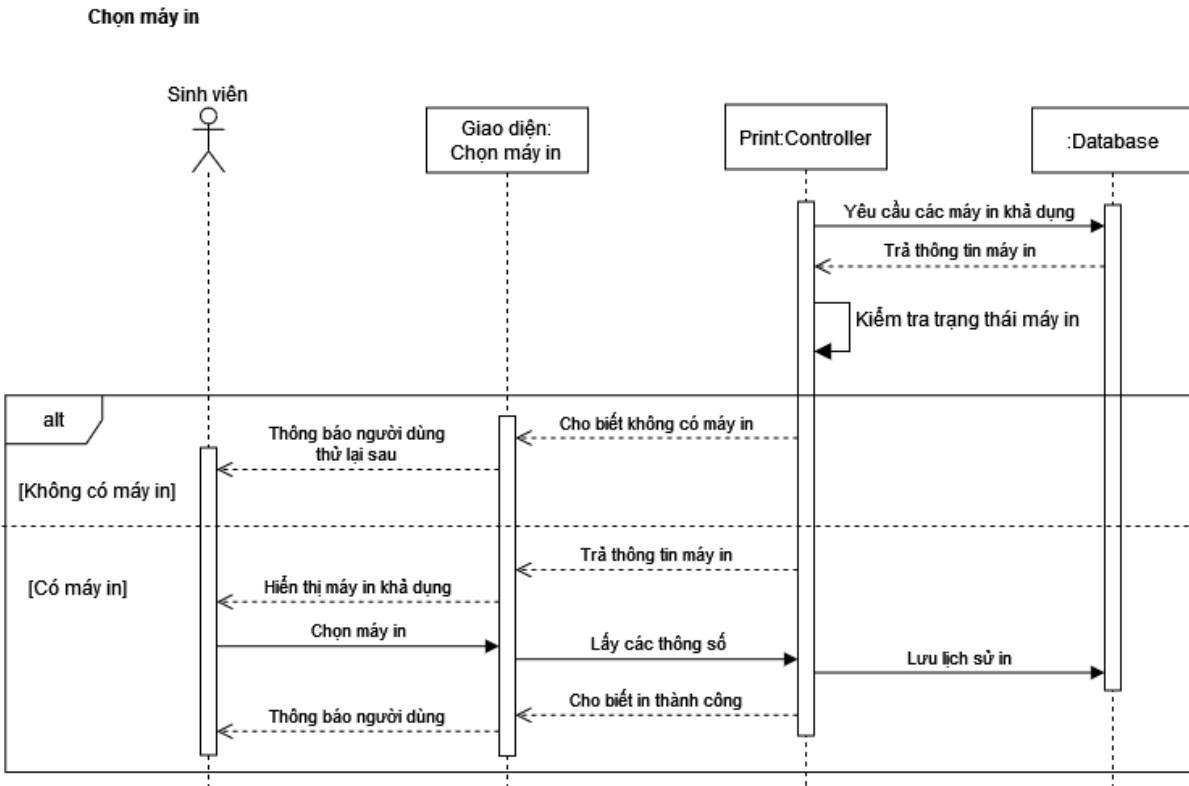 Chọn máy in
Sinh viên
Giao diện:
Chọn máy in
Print:Controller
:Database
Yêu cầu các máy in khả dụng
Trả thông tin máy in
Kiểm tra trạng thái máy in
alt
Cho biết không có máy in
Thông báo người dùng
thử lại sau
[Không có máy in]
Trả thông tin máy in
[Có máy in]
Hiển thị máy in khả dụng
Chọn máy in
Lấy các thông số
Lưu lịch sử in
Cho biết in thành công
Thông báo người dùng